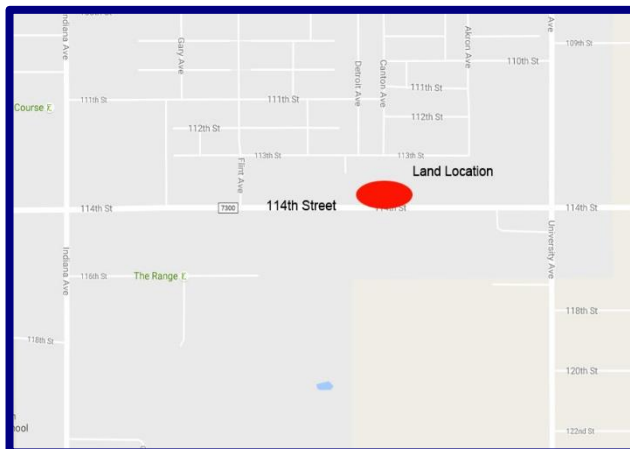 108th St
Indiana Ave
Ave
109th St
Gary Ave
Detroit Ave
Canton Ave
Akron Ave
110th St
111th St
Course
111th St
111th St
112th St
112th St
113th St
113th St
Flint Ave
Land Location
114th St
7300
114th Street
114th St
114th St
Indiana Ave
University Ave
116th St
The Range
118th St
118th St
120th St
ool
122nd St